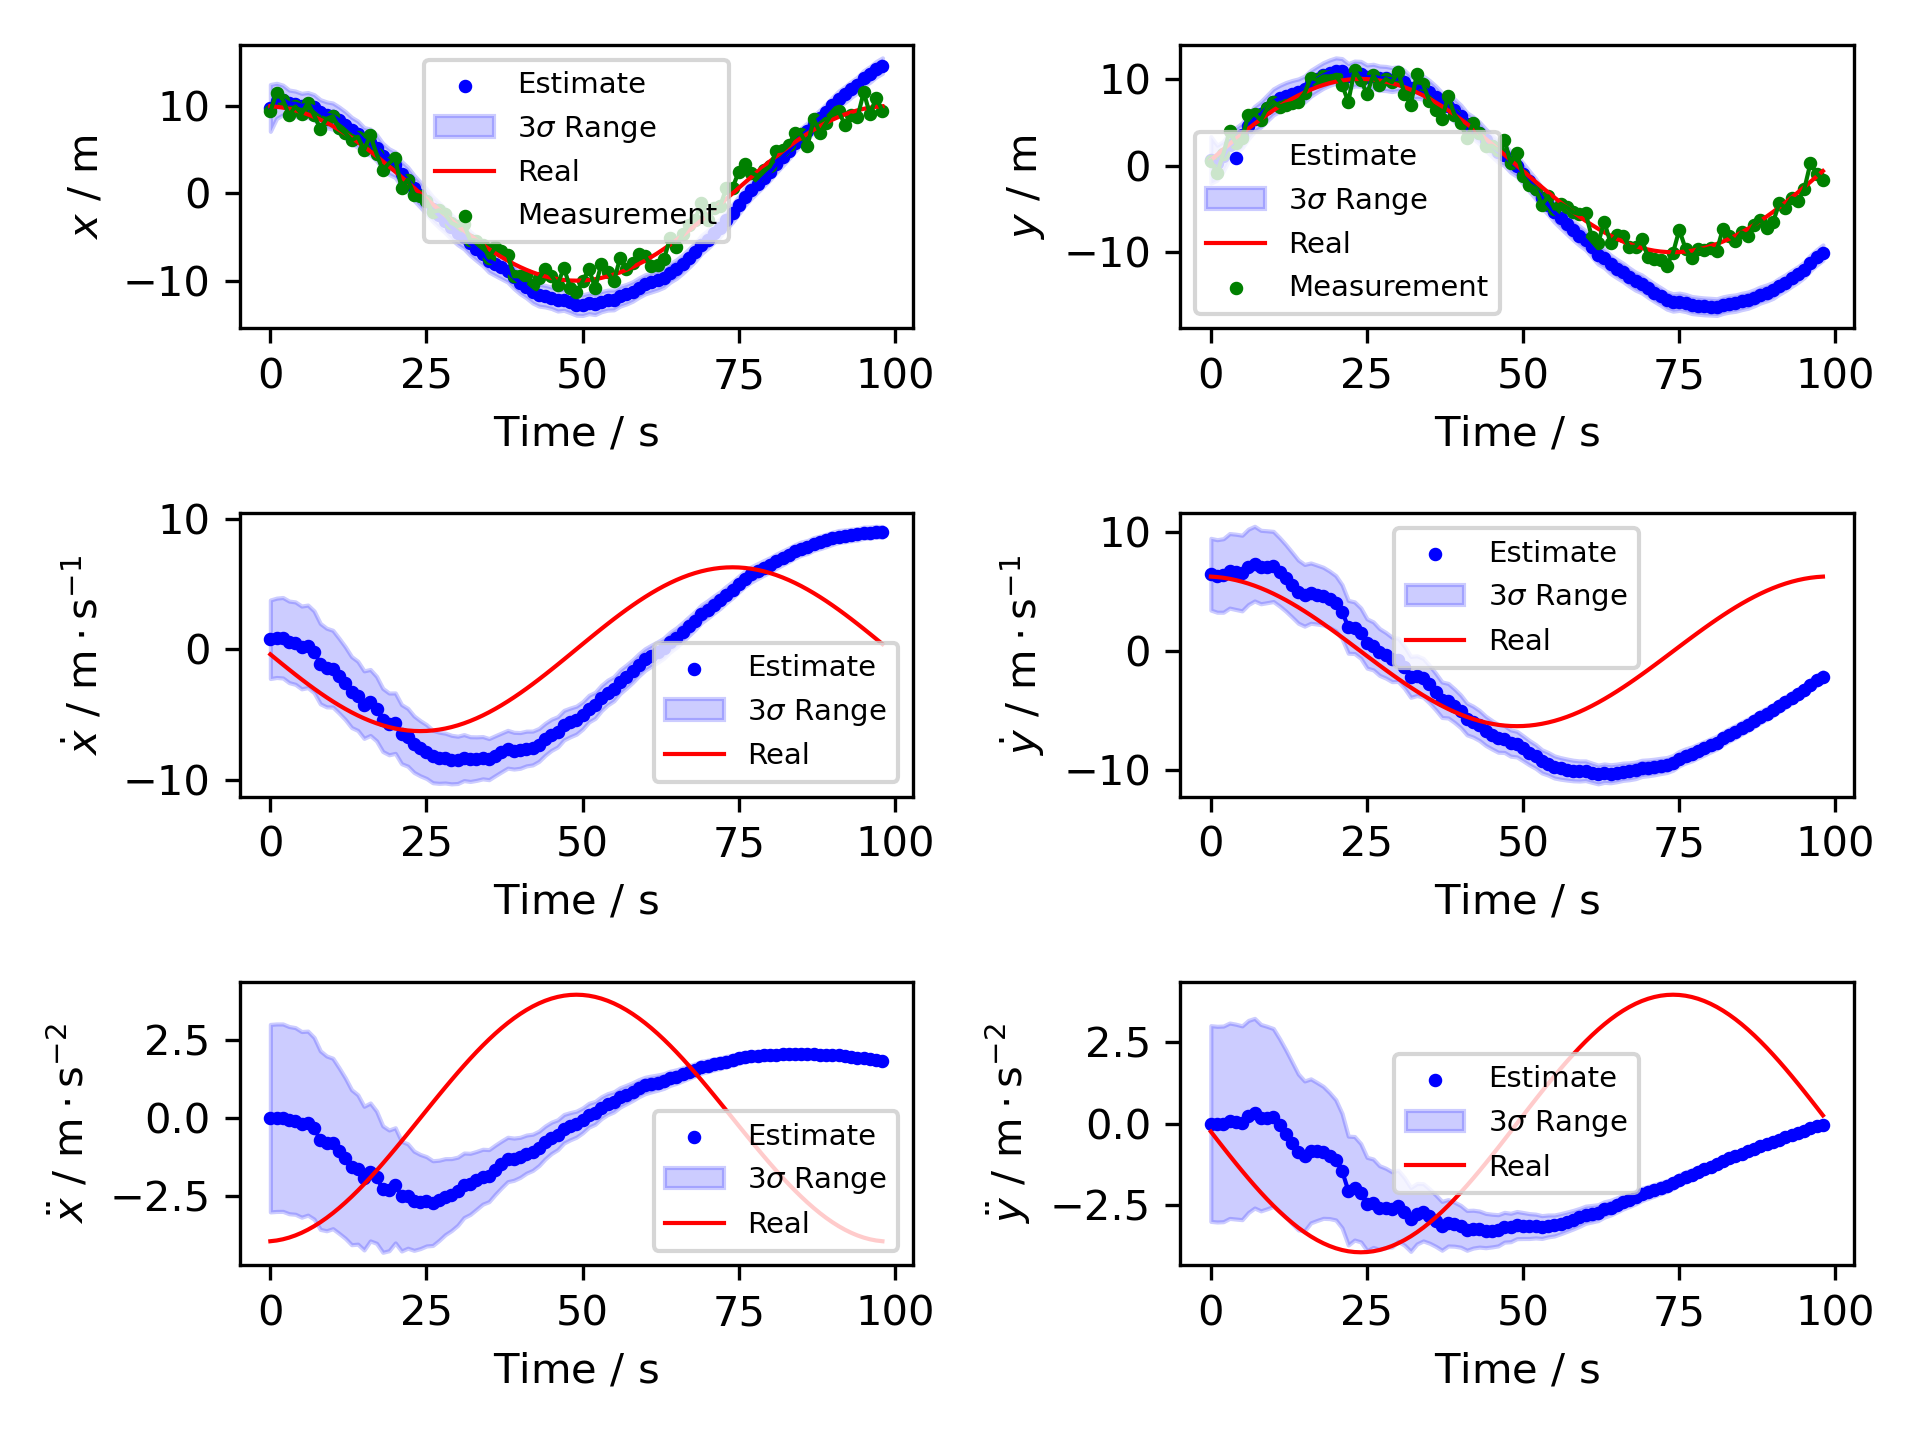 10
0
−10
x / m
Estimate
3σ Range
Real
Measurement
0 25 50 75 100
Time / s
10
0
−10
y / m
Estimate
3σ Range
Real
Measurement
0 25 50 75 100
Time / s
10
0
−10
ẋ / m · s⁻¹
Estimate
3σ Range
Real
0 25 50 75 100
Time / s
10
0
−10
ẏ / m · s⁻¹
Estimate
3σ Range
Real
0 25 50 75 100
Time / s
2.5
0.0
−2.5
ẍ / m · s⁻²
Estimate
3σ Range
Real
0 25 50 75 100
Time / s
2.5
0.0
−2.5
ÿ / m · s⁻²
Estimate
3σ Range
Real
0 25 50 75 100
Time / s